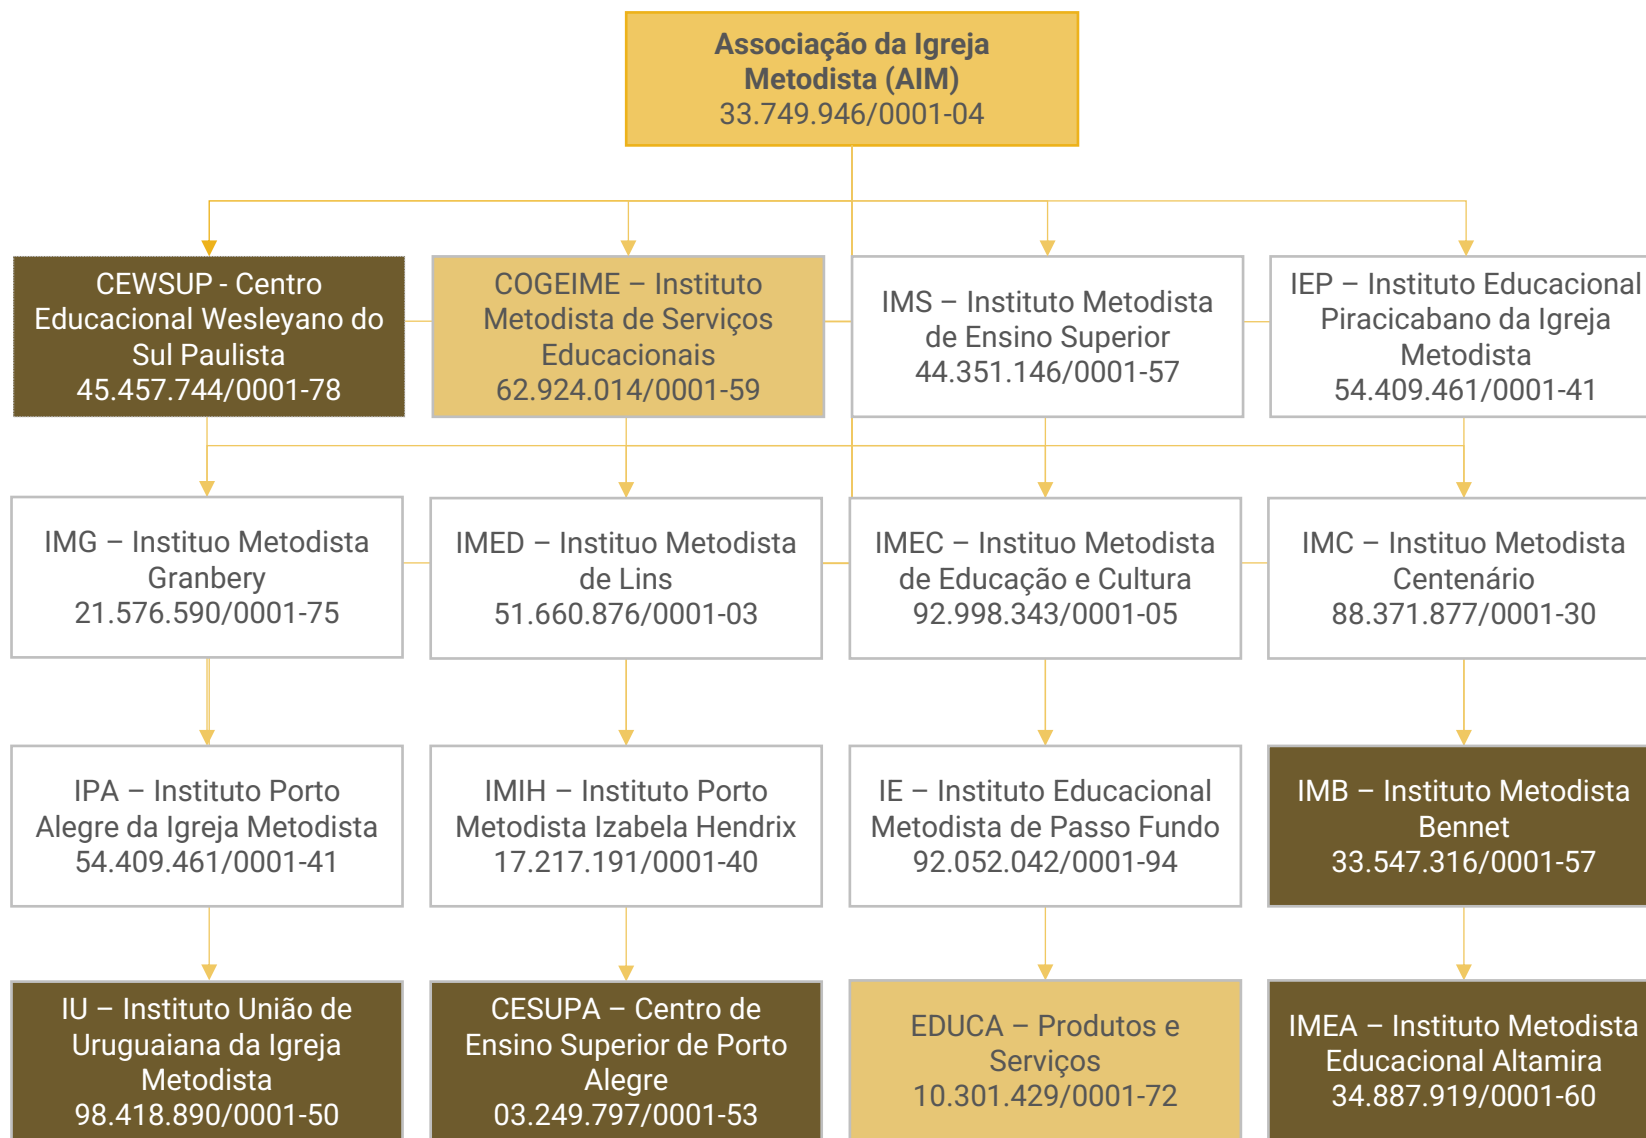 Associação da Igreja
Metodista (AIM)
33.749.946/0001-04
CEWSUP - Centro
Educacional Wesleyano do
Sul Paulista
45.457.744/0001-78
COGEIME – Instituto
Metodista de Serviços
Educacionais
62.924.014/0001-59
IMS – Instituto Metodista
de Ensino Superior
44.351.146/0001-57
IEP – Instituto Educacional
Piracicabano da Igreja
Metodista
54.409.461/0001-41
IMG – Instituo Metodista
Granbery
21.576.590/0001-75
IMED – Instituo Metodista
de Lins
51.660.876/0001-03
IMEC – Instituo Metodista
de Educação e Cultura
92.998.343/0001-05
IMC – Instituo Metodista
Centenário
88.371.877/0001-30
IPA – Instituto Porto
Alegre da Igreja Metodista
54.409.461/0001-41
IMIH – Instituto Porto
Metodista Izabela Hendrix
17.217.191/0001-40
IE – Instituto Educacional
Metodista de Passo Fundo
92.052.042/0001-94
IMB – Instituto Metodista
Bennet
33.547.316/0001-57
IU – Instituto União de
Uruguaiana da Igreja
Metodista
98.418.890/0001-50
CESUPA – Centro de
Ensino Superior de Porto
Alegre
03.249.797/0001-53
EDUCA – Produtos e
Serviços
10.301.429/0001-72
IMEA – Instituto Metodista
Educacional Altamira
34.887.919/0001-60